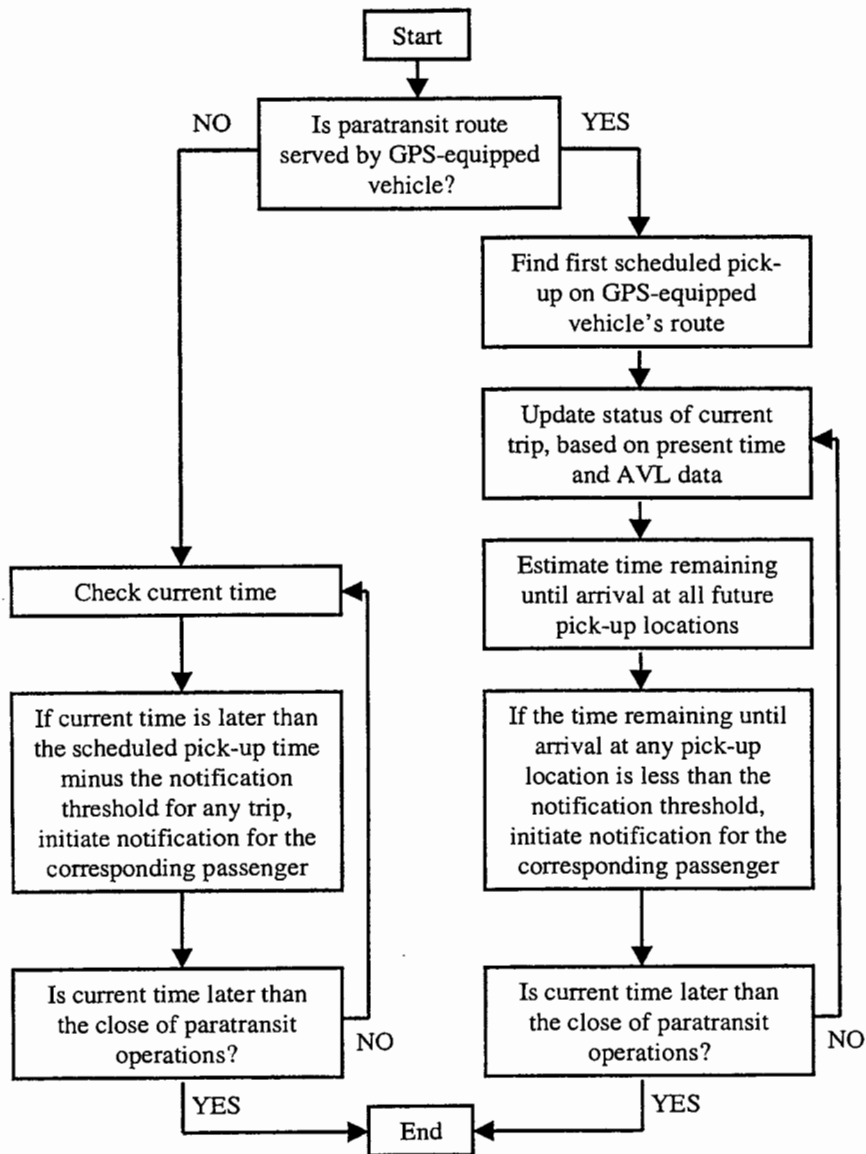 Start
NO
YES
Is paratransit route
served by GPS-equipped
vehicle?
Find first scheduled pick-
up on GPS-equipped
vehicle's route
Update status of current
trip, based on present time
and AVL data
Estimate time remaining
until arrival at all future
pick-up locations
If the time remaining until
arrival at any pick-up
location is less than the
notification threshold,
initiate notification for the
corresponding passenger
Is current time later than
the close of paratransit
operations?
NO
YES
Check current time
If current time is later than
the scheduled pick-up time
minus the notification
threshold for any trip,
initiate notification for the
corresponding passenger
Is current time later than
the close of paratransit
operations?
NO
YES
End